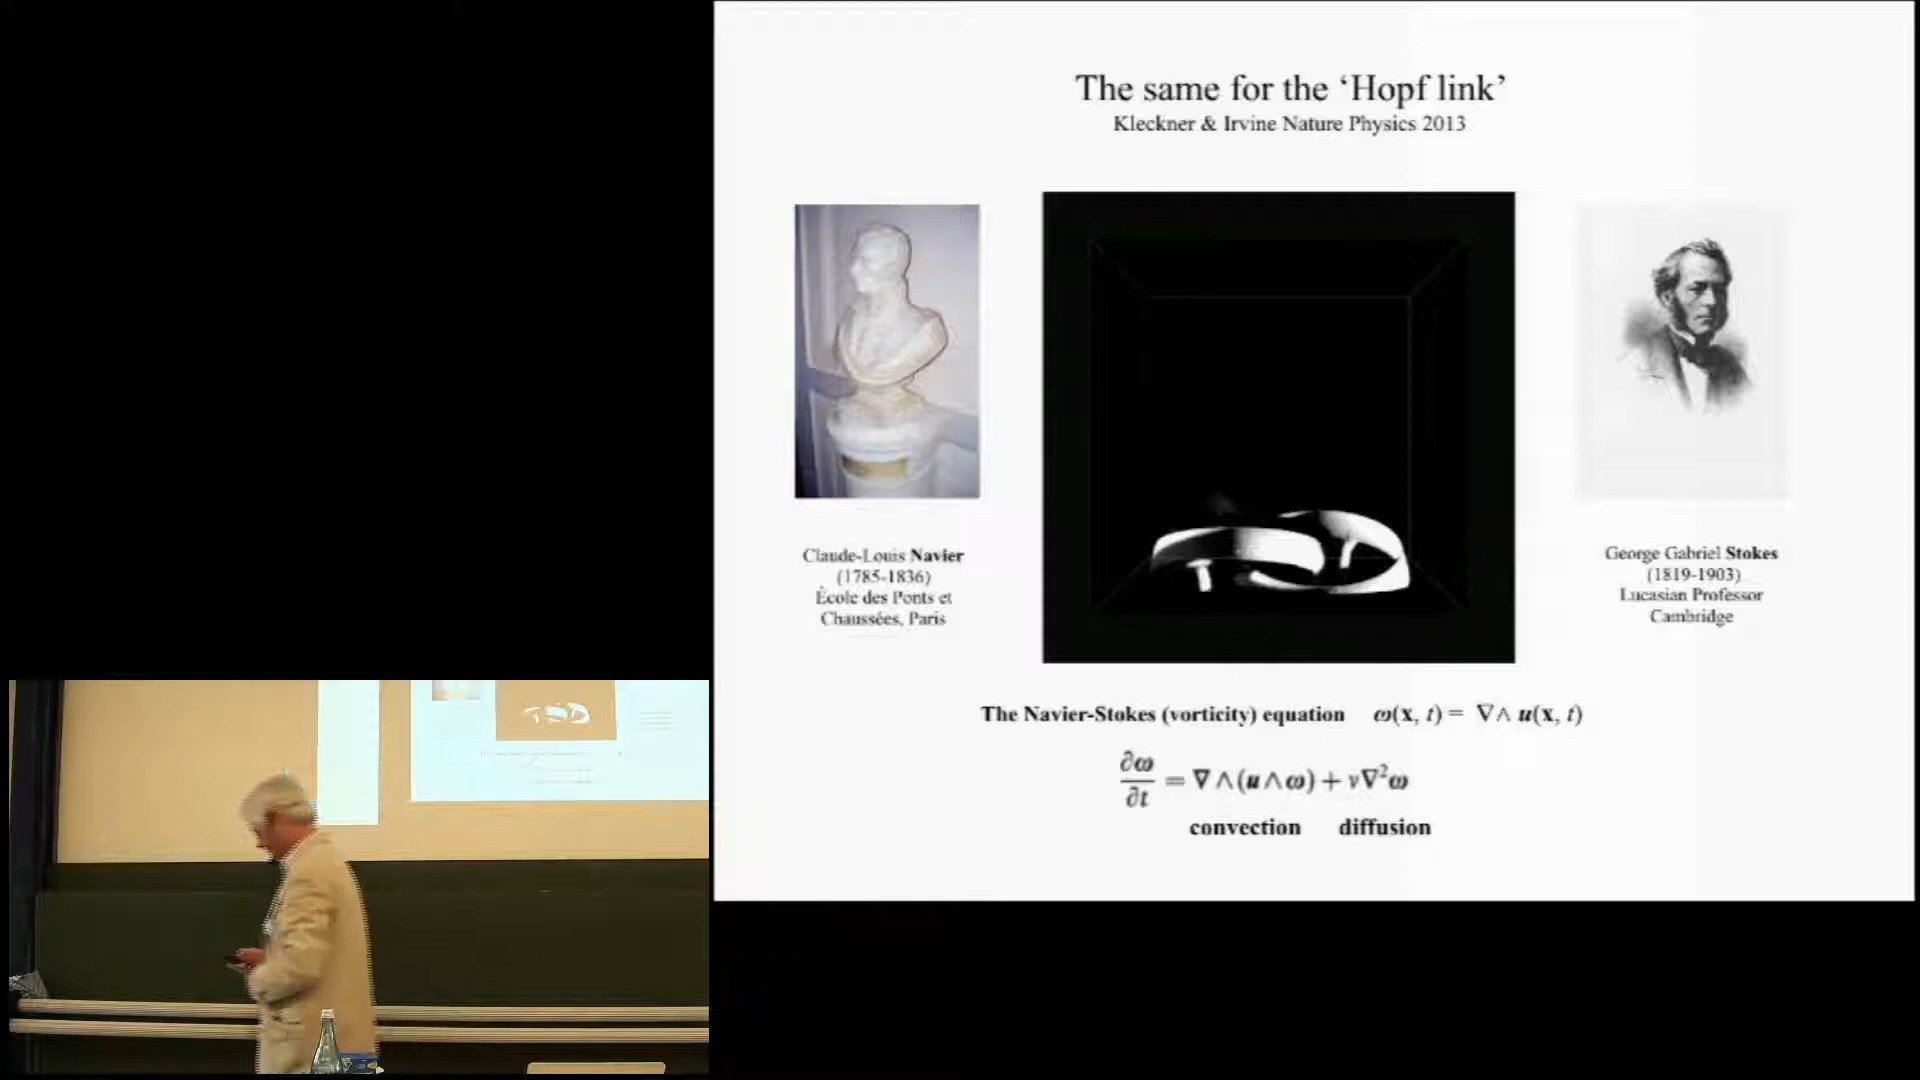 The same for the ‘Hopf link’
Kleckner & Irvine Nature Physics 2013
Claude-Louis Navier
(1785-1836)
École des Ponts et
Chaussées, Paris
George Gabriel Stokes
(1819-1903)
Lucasian Professor
Cambridge
The Navier-Stokes (vorticity) equation ω(x, t) = ∇∧ u(x, t)
∂ω/∂t = ∇∧(u∧ω) + ν∇²ω
convection diffusion